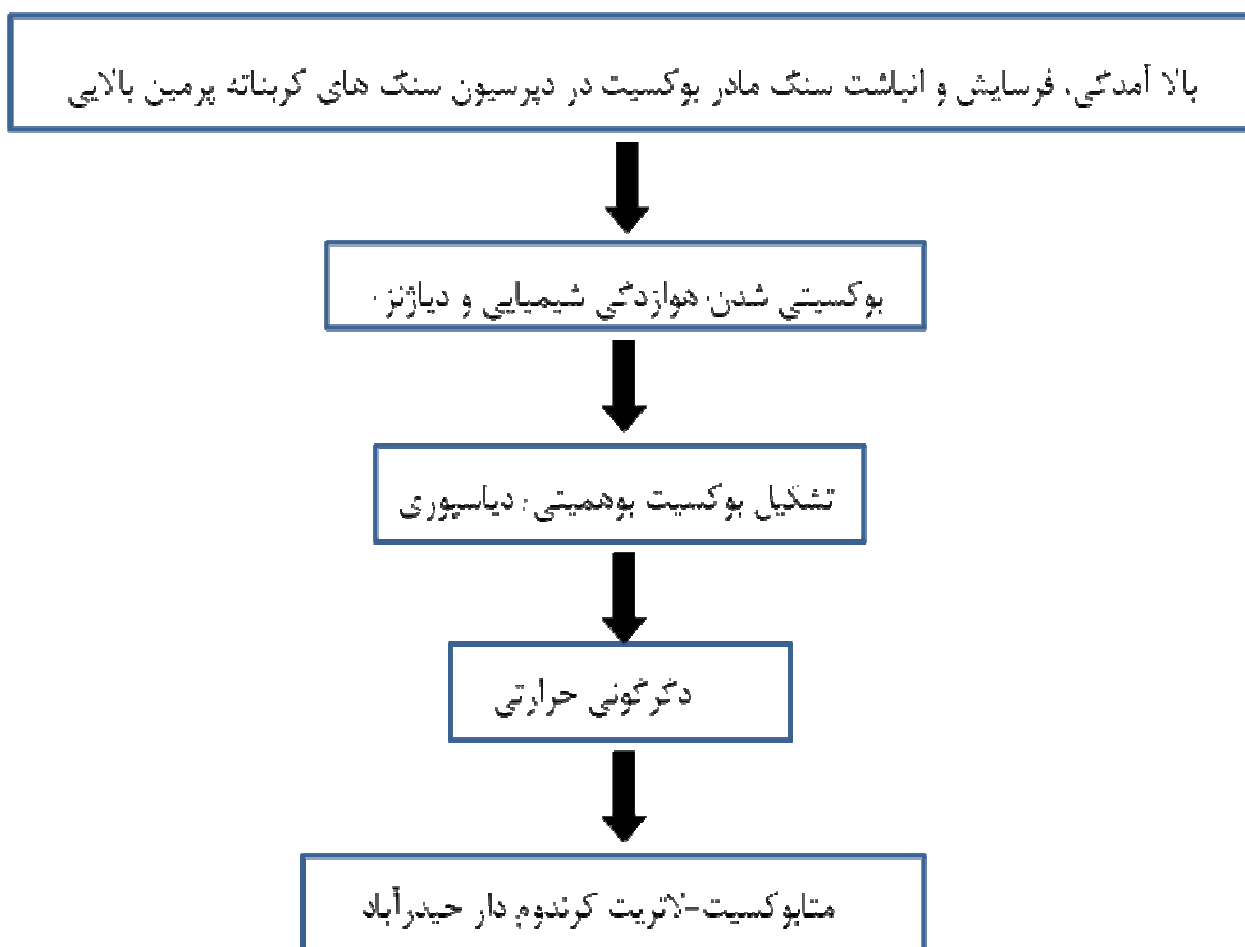 بالا آمدگی، فرسایش و انباشت سنگ مادر بوکسیت در دپرسیون سنگ های کربناته پرمین بالایی
بوکسیتی شدن، هوازدگی شیمیایی و دیاژنز
تشکیل بوکسیت بوهمیتی، دیاسپوری
دگرگونی حرارتی
متابوکسیت-لاتریت کرندوم دار حیدرآباد